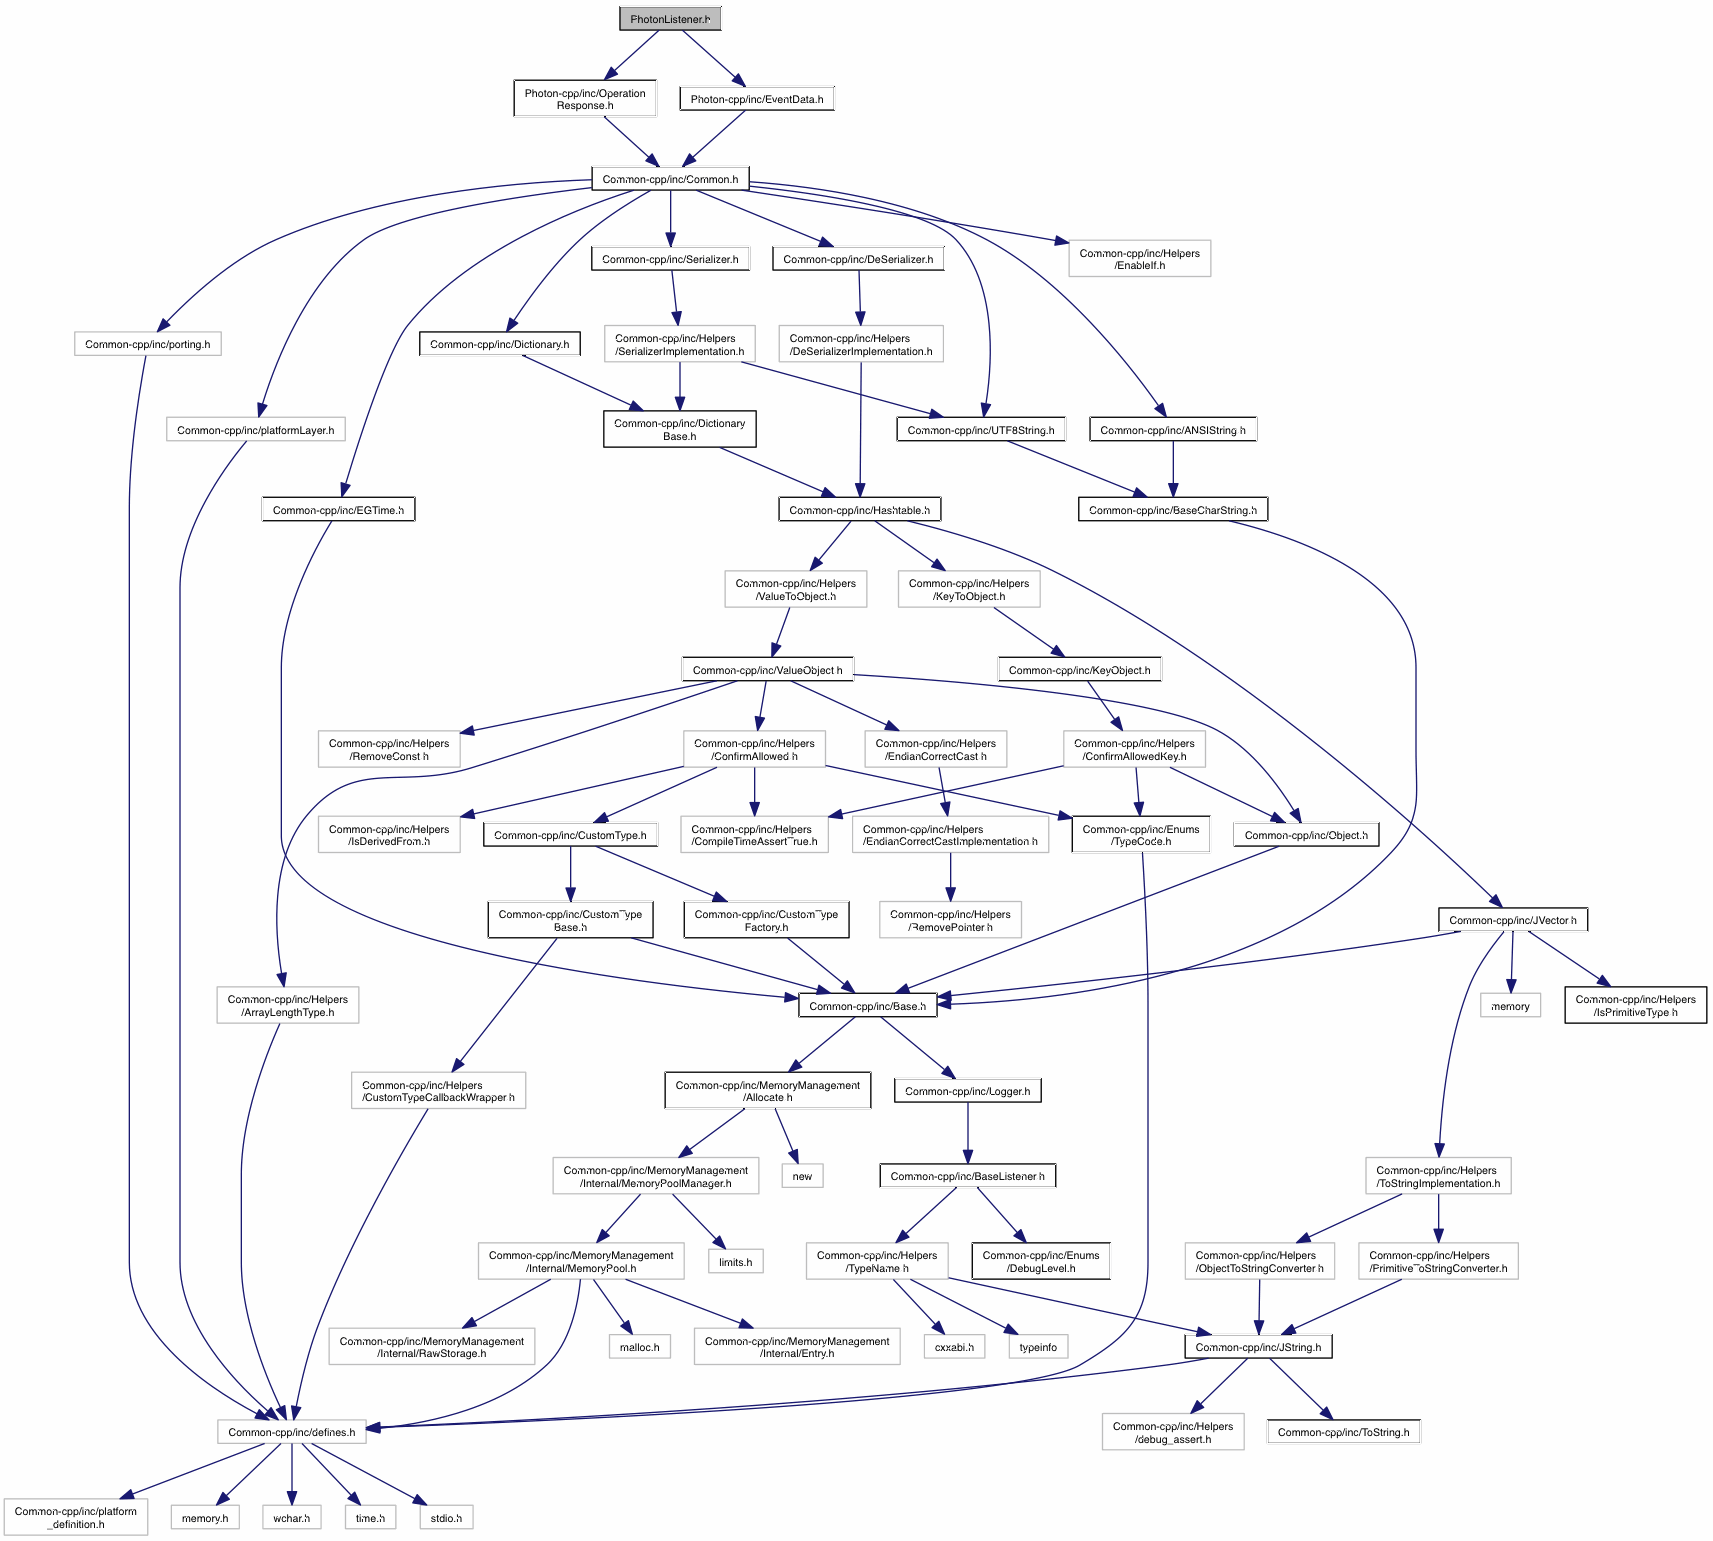 PhotonListener.h
Photon-cpp/inc/Operation
Response.h
Photon-cpp/inc/EventData.h
Common-cpp/inc/Common.h
Common-cpp/inc/Serializer.h
Common-cpp/inc/DeSerializer.h
Common-cpp/inc/Helpers
/EnableIf.h
Common-cpp/inc/porting.h
Common-cpp/inc/Dictionary.h
Common-cpp/inc/Helpers
/SerializerImplementation.h
Common-cpp/inc/Helpers
/DeSerializerImplementation.h
Common-cpp/inc/platformLayer.h
Common-cpp/inc/Dictionary
Base.h
Common-cpp/inc/UTF8String.h
Common-cpp/inc/ANSIString.h
Common-cpp/inc/EGTime.h
Common-cpp/inc/Hashtable.h
Common-cpp/inc/BaseCharString.h
Common-cpp/inc/Helpers
/ValueToObject.h
Common-cpp/inc/Helpers
/KeyToObject.h
Common-cpp/inc/ValueObject.h
Common-cpp/inc/KeyObject.h
Common-cpp/inc/Helpers
/RemoveConst.h
Common-cpp/inc/Helpers
/ConfirmAllowed.h
Common-cpp/inc/Helpers
/EndianCorrectCast.h
Common-cpp/inc/Helpers
/ConfirmAllowedKey.h
Common-cpp/inc/Helpers
/IsDerivedFrom.h
Common-cpp/inc/CustomType.h
Common-cpp/inc/Helpers
/CompileTimeAssertTrue.h
Common-cpp/inc/Helpers
/EndianCorrectCastImplementation.h
Common-cpp/inc/Enums
/TypeCode.h
Common-cpp/inc/Object.h
Common-cpp/inc/CustomType
Base.h
Common-cpp/inc/CustomType
Factory.h
Common-cpp/inc/Helpers
/RemovePointer.h
Common-cpp/inc/JVector.h
Common-cpp/inc/Helpers
/ArrayLengthType.h
Common-cpp/inc/Base.h
memory
Common-cpp/inc/Helpers
/IsPrimitiveType.h
Common-cpp/inc/Helpers
/CustomTypeCallbackWrapper.h
Common-cpp/inc/MemoryManagement
/Allocate.h
Common-cpp/inc/Logger.h
Common-cpp/inc/MemoryManagement
/Internal/MemoryPoolManager.h
new
Common-cpp/inc/BaseListener.h
Common-cpp/inc/Helpers
/ToStringImplementation.h
Common-cpp/inc/MemoryManagement
/Internal/MemoryPool.h
limits.h
Common-cpp/inc/Helpers
/TypeName.h
Common-cpp/inc/Enums
/DebugLevel.h
Common-cpp/inc/Helpers
/ObjectToStringConverter.h
Common-cpp/inc/Helpers
/PrimitiveToStringConverter.h
Common-cpp/inc/MemoryManagement
/Internal/RawStorage.h
malloc.h
Common-cpp/inc/MemoryManagement
/Internal/Entry.h
cxxabi.h
typeinfo
Common-cpp/inc/JString.h
Common-cpp/inc/defines.h
Common-cpp/inc/Helpers
/debug_assert.h
Common-cpp/inc/ToString.h
Common-cpp/inc/platform
_definition.h
memory.h
wchar.h
time.h
stdio.h